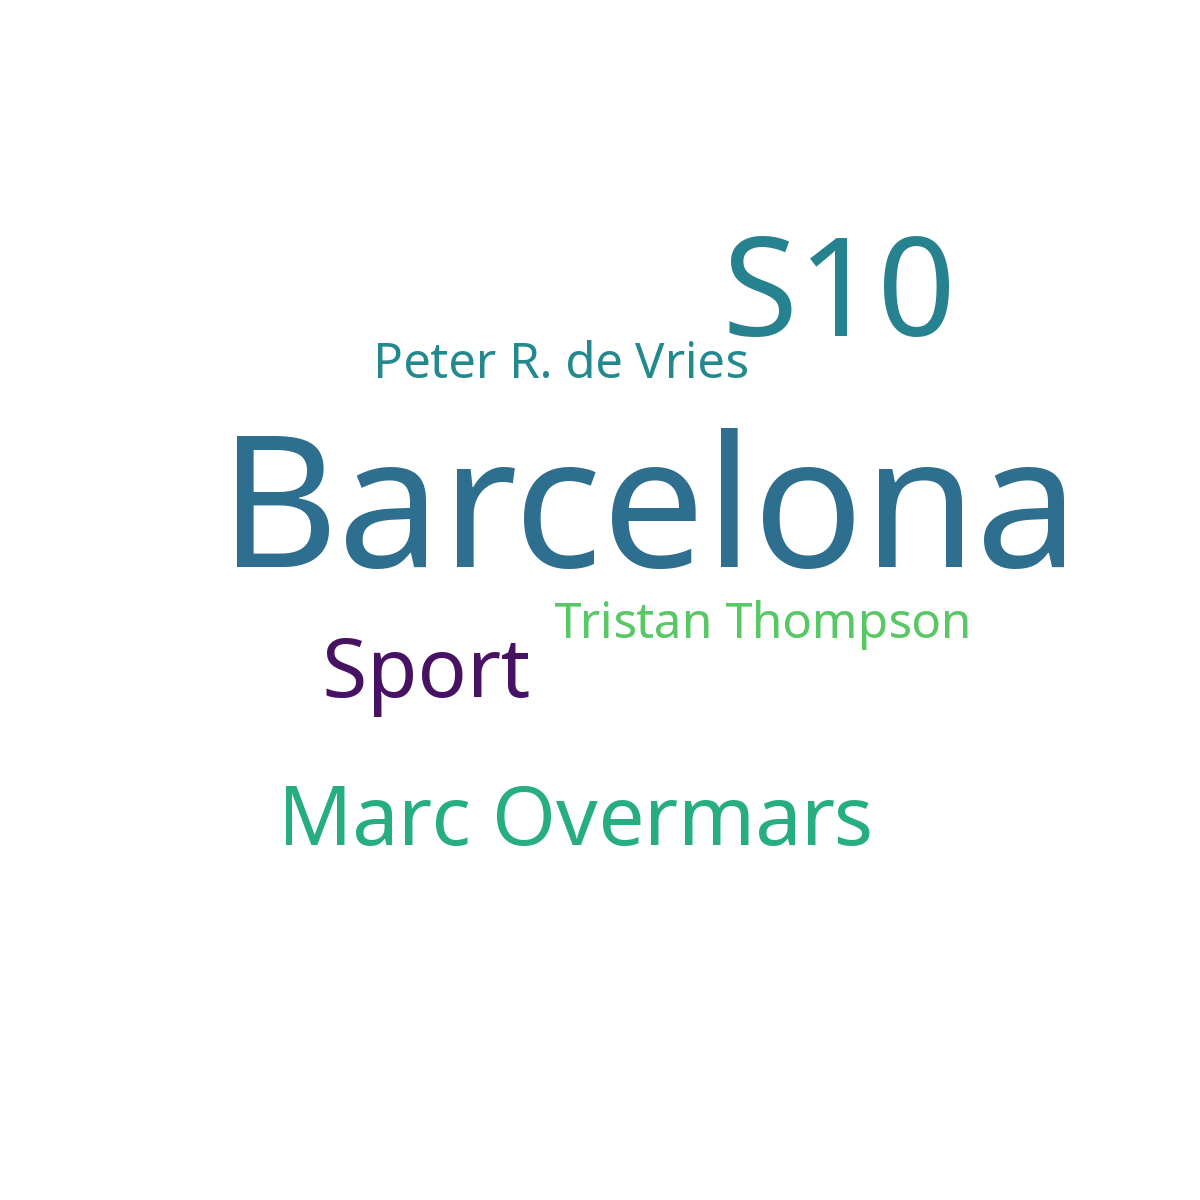 S10
Peter R. de Vries
Barcelona
Tristan Thompson
Sport
Marc Overmars